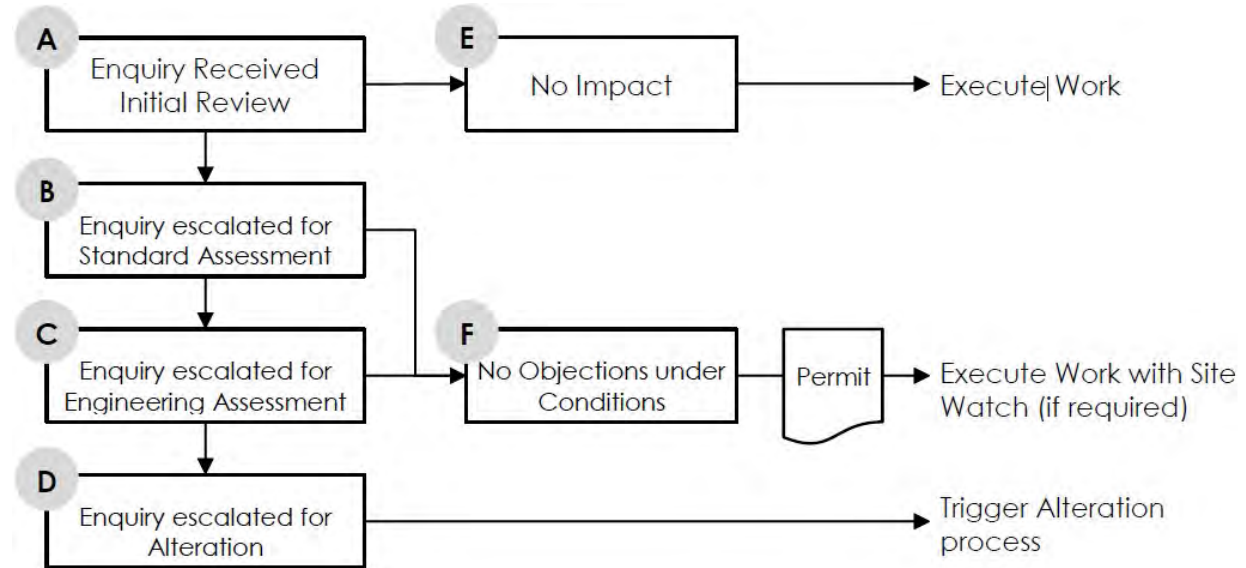 A
Enquiry Received
Initial Review
E
No Impact
Execute| Work
B
Enquiry escalated for
Standard Assessment
C
Enquiry escalated for
Engineering Assessment
F
No Objections under
Conditions
Permit
Execute Work with Site
Watch (if required)
D
Enquiry escalated for
Alteration
Trigger Alteration
process